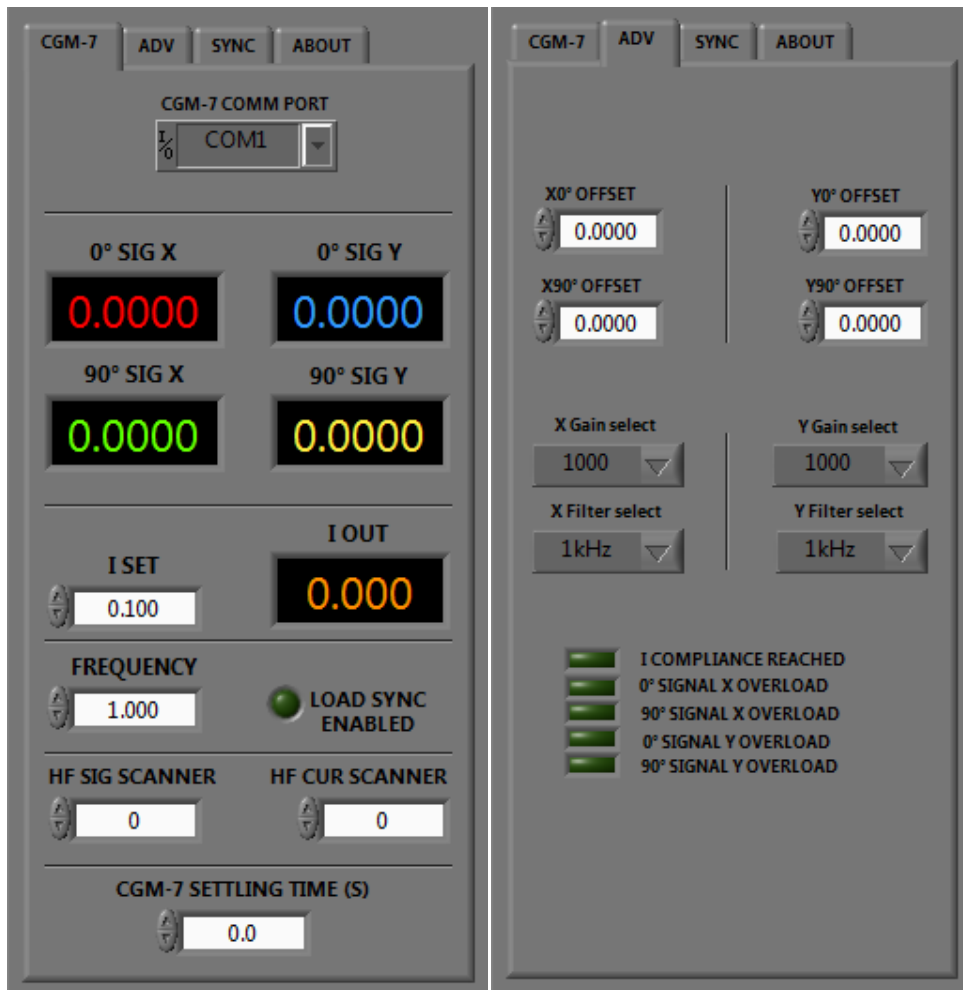 CGM-7 ADV SYNC ABOUT
CGM-7 COMM PORT
I/O COM1
0° SIG X 0° SIG Y
0.0000 0.0000
90° SIG X 90° SIG Y
0.0000 0.0000
I OUT
I SET
0.000
0.100
FREQUENCY
1.000
LOAD SYNC
ENABLED
HF SIG SCANNER HF CUR SCANNER
0 0
CGM-7 SETTLING TIME (S)
0.0
CGM-7 ADV SYNC ABOUT
X0° OFFSET Y0° OFFSET
0.0000 0.0000
X90° OFFSET Y90° OFFSET
0.0000 0.0000
X Gain select Y Gain select
1000 1000
X Filter select Y Filter select
1kHz 1kHz
I COMPLIANCE REACHED
0° SIGNAL X OVERLOAD
90° SIGNAL X OVERLOAD
0° SIGNAL Y OVERLOAD
90° SIGNAL Y OVERLOAD